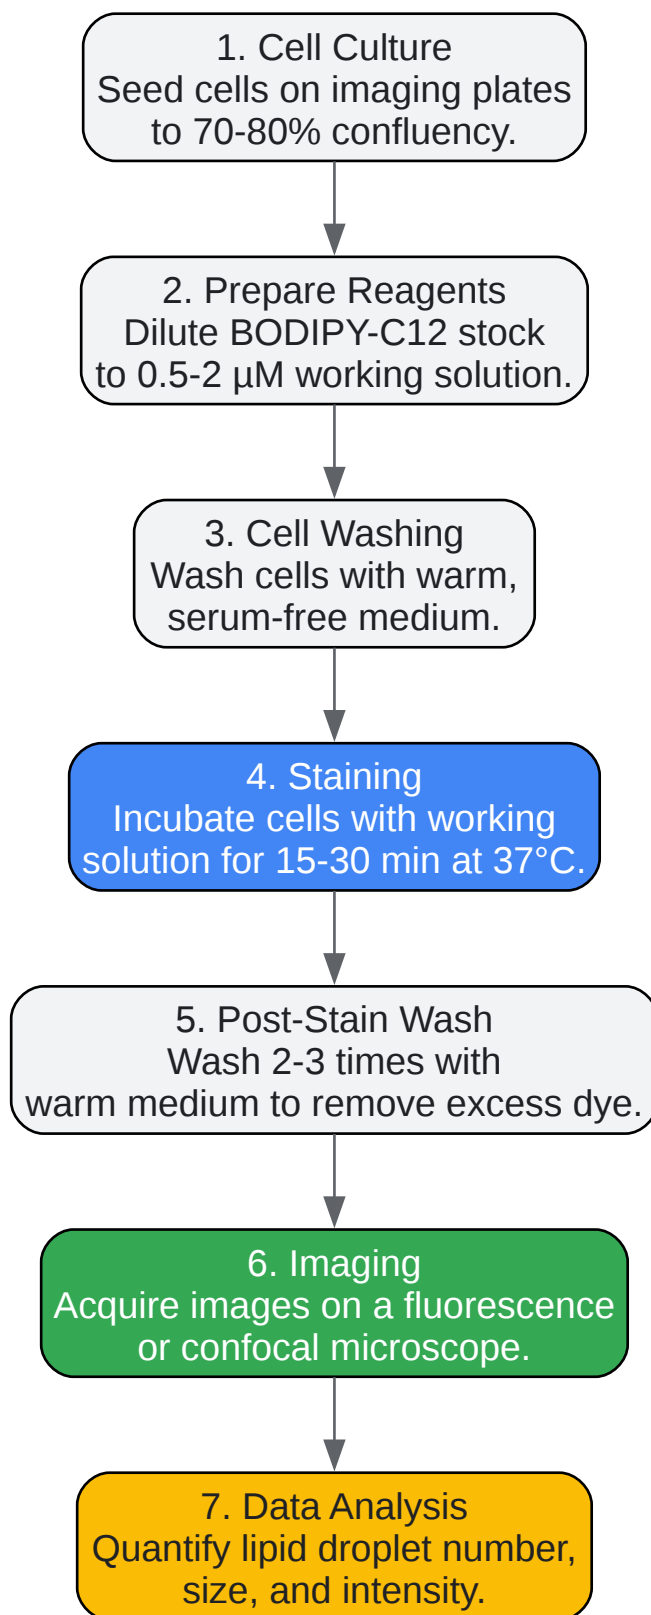 1. Cell Culture
Seed cells on imaging plates
to 70-80% confluency.
2. Prepare Reagents
Dilute BODIPY-C12 stock
to 0.5-2 µM working solution.
3. Cell Washing
Wash cells with warm,
serum-free medium.
4. Staining
Incubate cells with working
solution for 15-30 min at 37°C.
5. Post-Stain Wash
Wash 2-3 times with
warm medium to remove excess dye.
6. Imaging
Acquire images on a fluorescence
or confocal microscope.
7. Data Analysis
Quantify lipid droplet number,
size, and intensity.